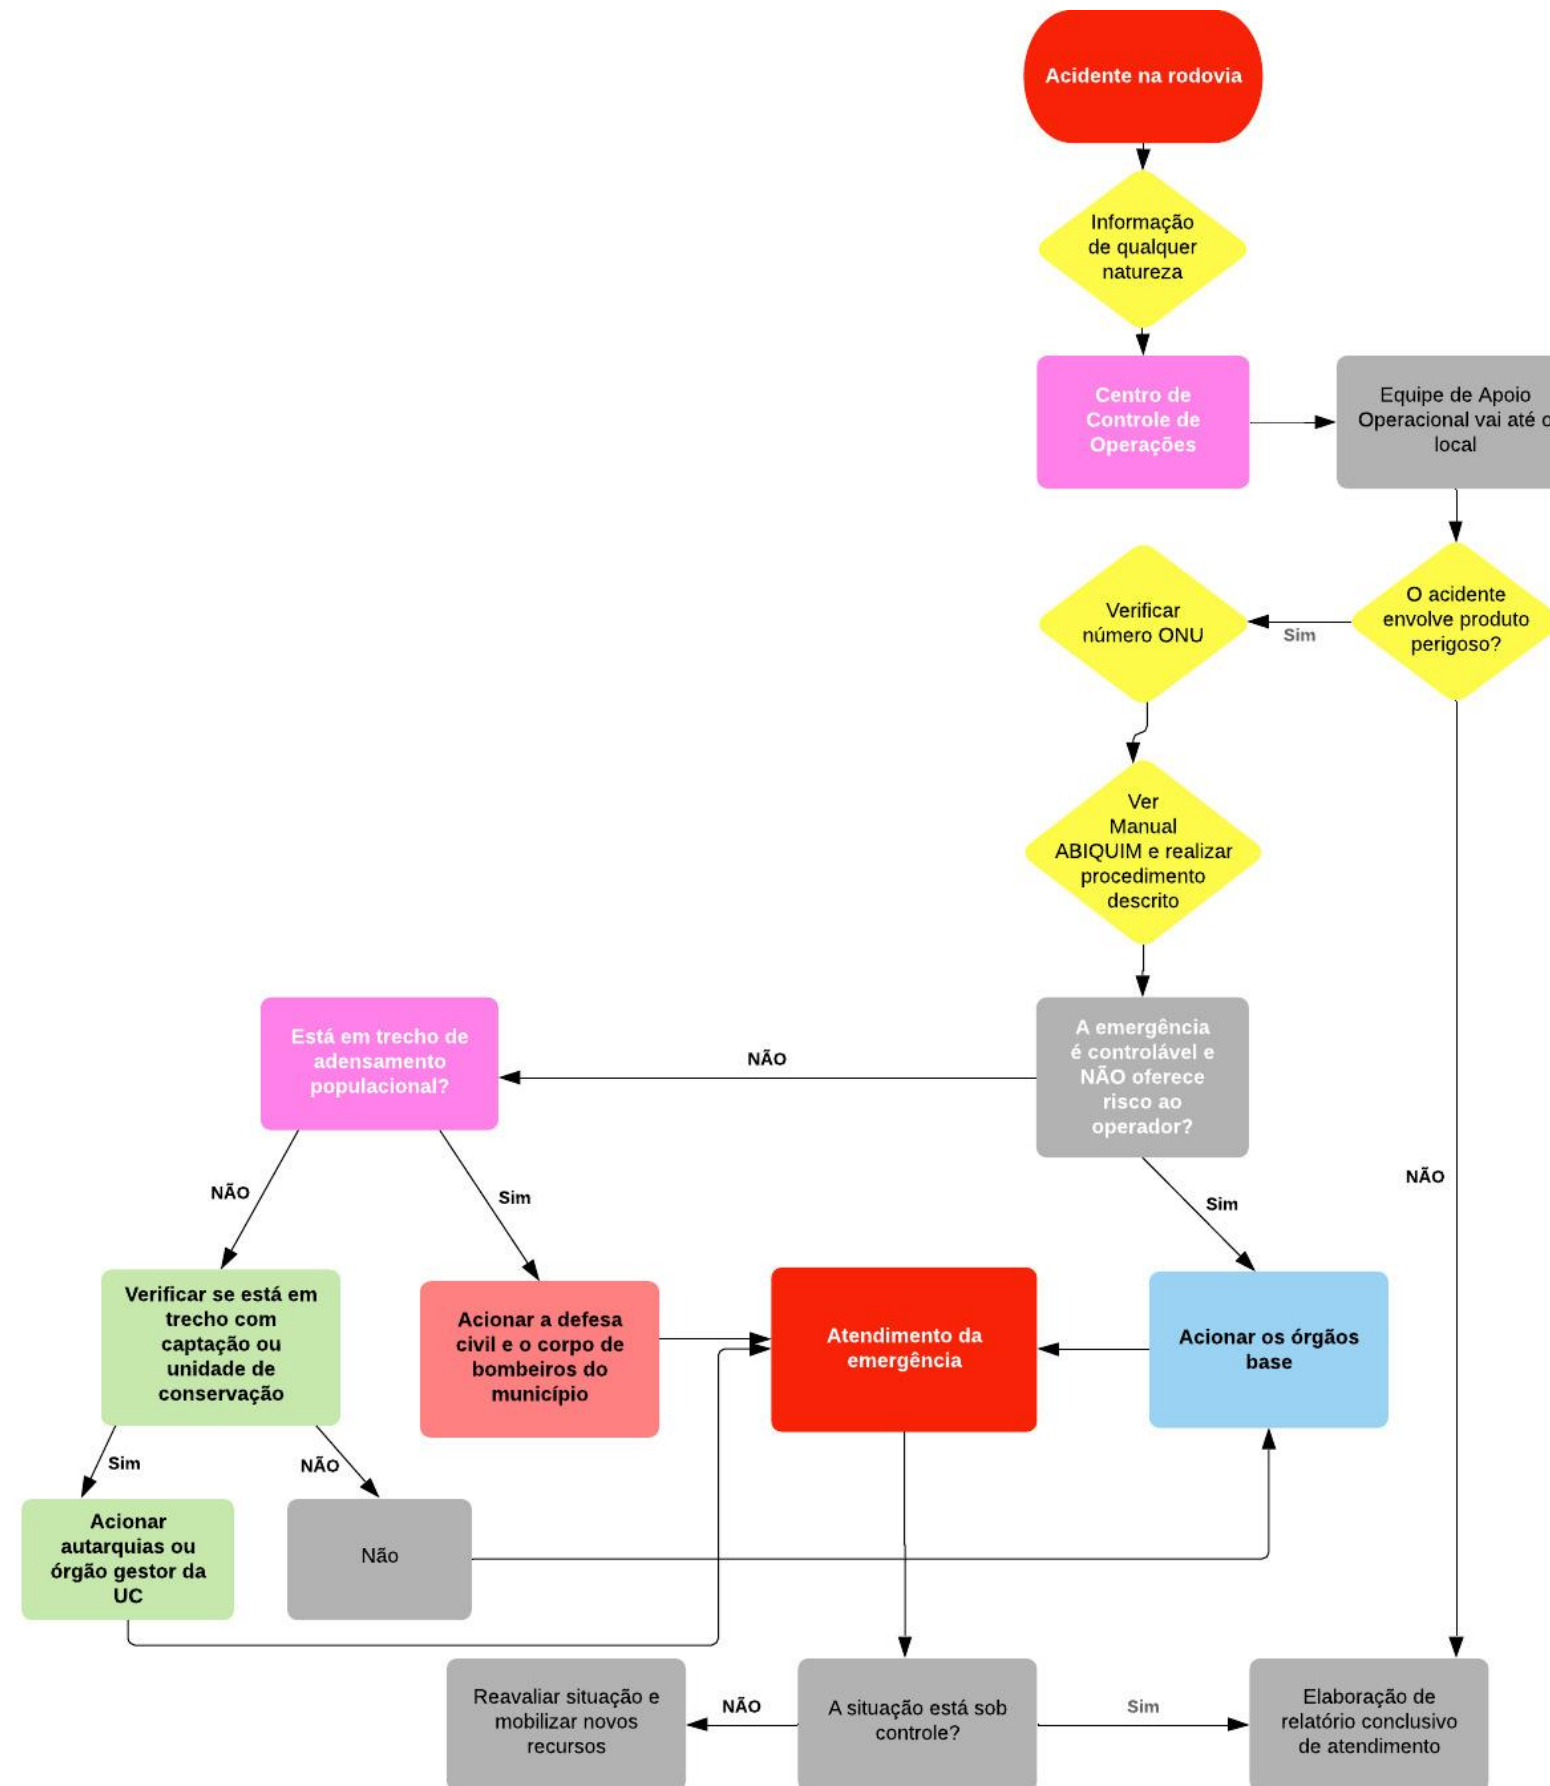 Acidente na rodovia
Informação
de qualquer
natureza
Centro de
Controle de
Operações
Equipe de Apoio
Operacional vai até o
local
O acidente
envolve produto
perigoso?
Sim
Verificar
número ONU
Ver
Manual
ABIQUIM e realizar
procedimento
descrito
A emergência
é controlável e
NÃO oferece
risco ao
operador?
NÃO
Está em trecho de
adensamento
populacional?
NÃO
NÃO
Sim
Sim
Verificar se está em
trecho com
captação ou
unidade de
conservação
Acionar a defesa
civil e o corpo de
bombeiros do
município
Atendimento da
emergência
Acionar os órgãos
base
Sim
NÃO
Acionar
autarquias ou
órgão gestor da
UC
Não
Reavaliar situação e
mobilizar novos
recursos
NÃO
A situação está sob
controle?
Sim
Elaboração de
relatório conclusivo
de atendimento